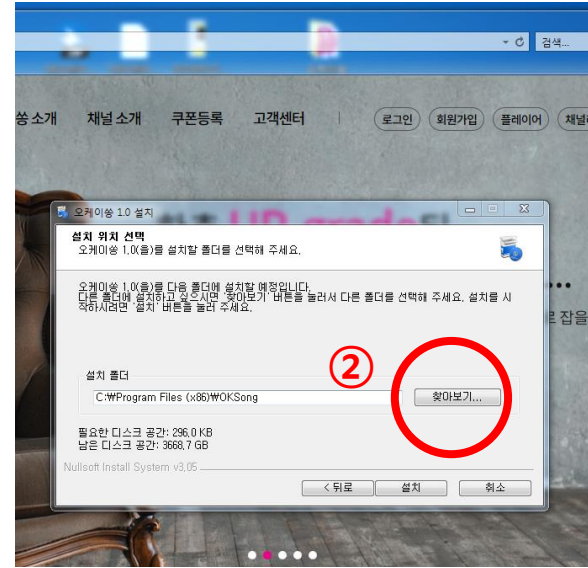 검색...
쏭 소개 채널 소개 쿠폰등록 고객센터 로그인 회원가입 플레이어
오케이쏭 1.0 설치
UP grade
설치 위치 선택
오케이쏭 1.0(을)를 설치할 폴더를 선택해 주세요.
오케이쏭 1.0(을)를 다음 폴더에 설치할 예정입니다.
다른 폴더에 설치하고 싶으시면 '찾아보기' 버튼을 눌러서 다른 폴더를 선택해 주세요. 설치를 시
작하시려면 '설치' 버튼을 눌러 주세요.
...
로 잡을
②
설치 폴더
C:₩Program Files (x86)₩OKSong
찾아보기...
필요한 디스크 공간: 296.0 KB
남은 디스크 공간: 3668.7 GB
Nullsoft Install System v3.05
< 뒤로 설치 취소